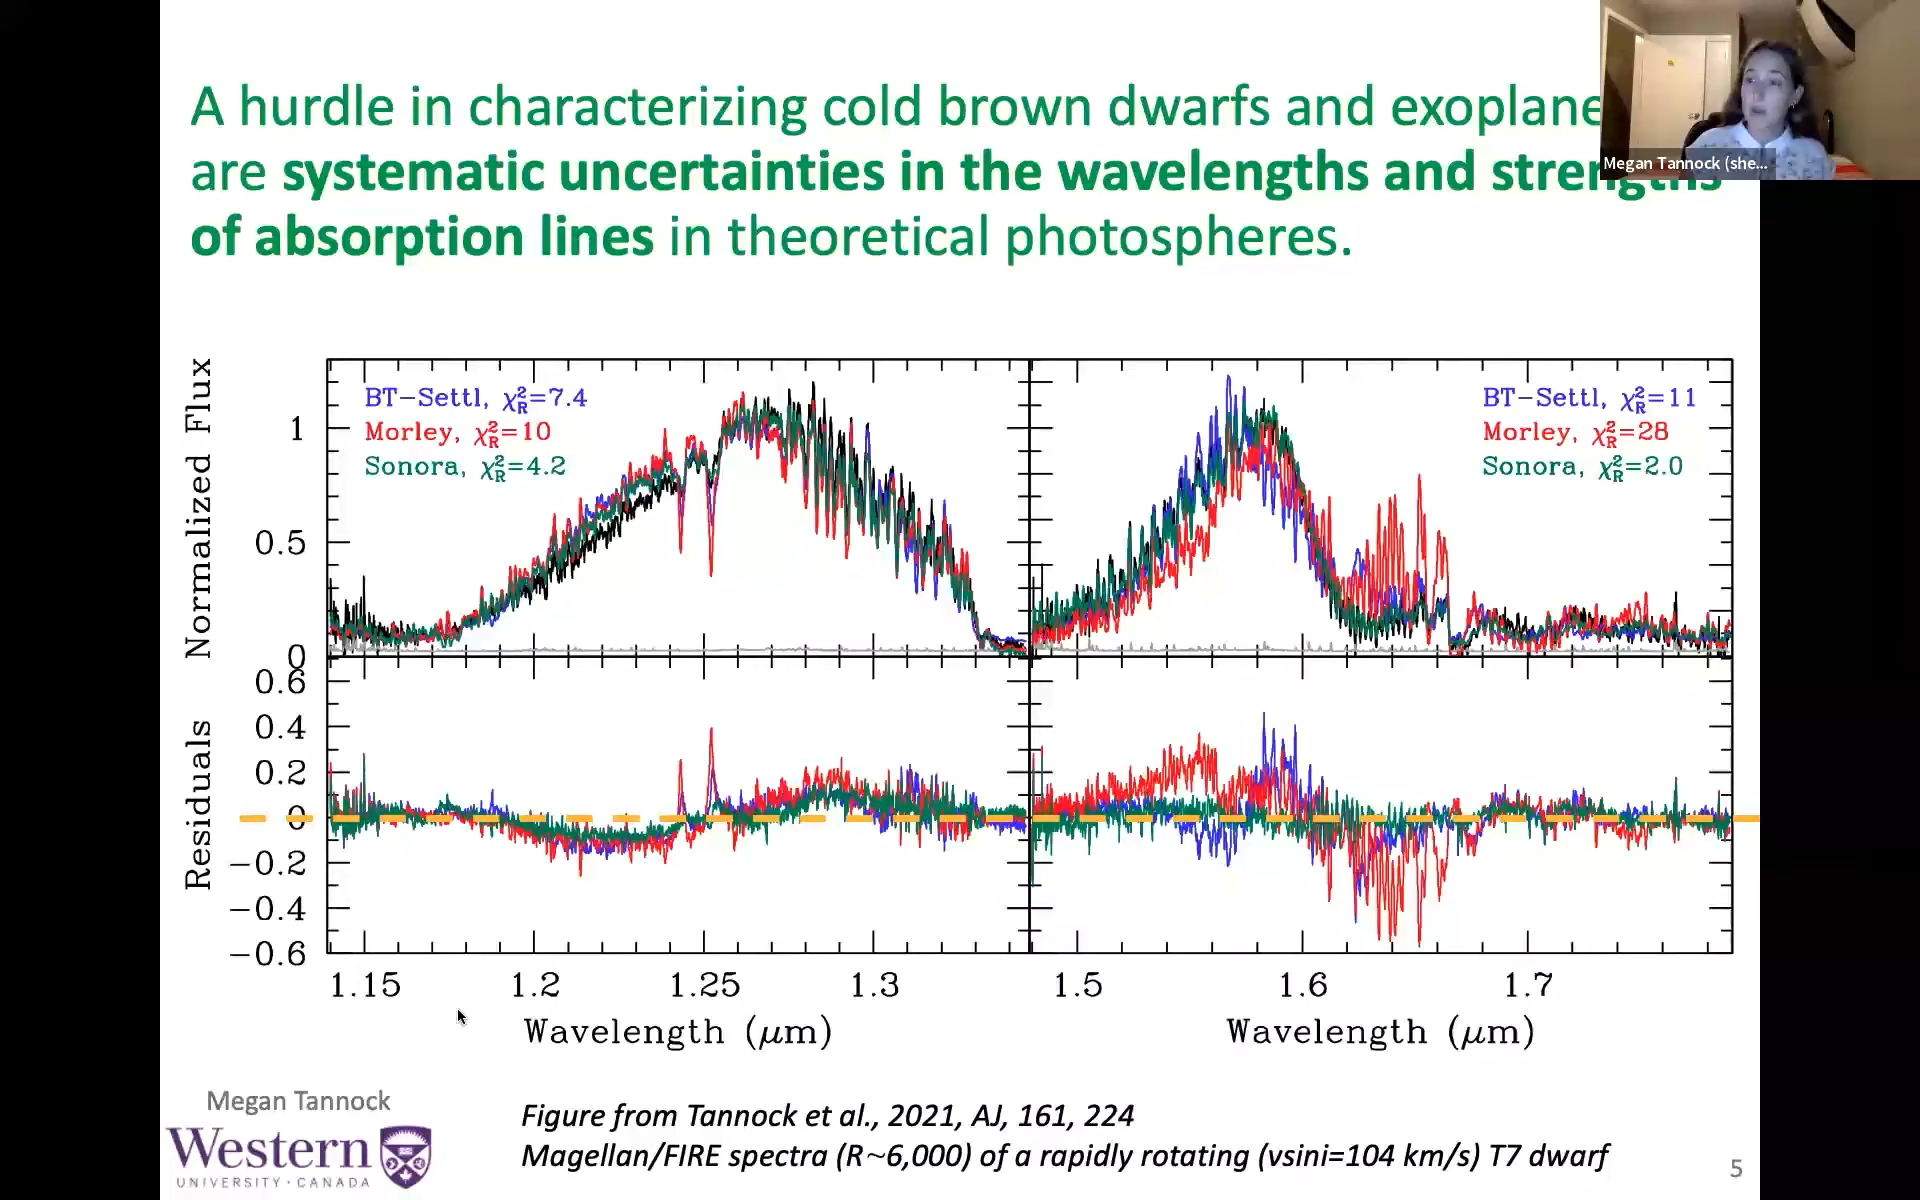 A hurdle in characterizing cold brown dwarfs and exoplane
are systematic uncertainties in the wavelengths and strengths
of absorption lines in theoretical photospheres.
Megan Tannock (she...
Normalized Flux
1
0.5
0
BT-Settl, χ²R=7.4
Morley, χ²R=10
Sonora, χ²R=4.2
BT-Settl, χ²R=11
Morley, χ²R=28
Sonora, χ²R=2.0
Residuals
0.6
0.4
0.2
0
-0.2
-0.4
-0.6
1.15 1.2 1.25 1.3 1.5 1.6 1.7
Wavelength (μm) Wavelength (μm)
Megan Tannock
Western
UNIVERSITY · CANADA
Figure from Tannock et al., 2021, AJ, 161, 224
Magellan/FIRE spectra (R~6,000) of a rapidly rotating (vsini=104 km/s) T7 dwarf
5